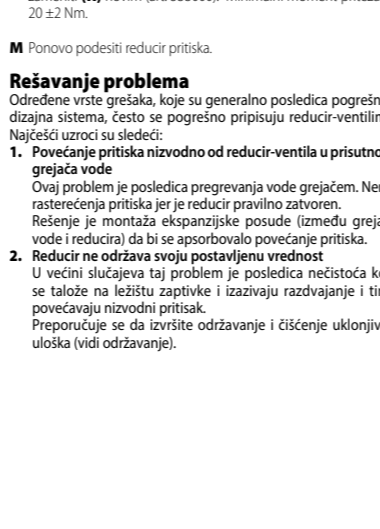 20 ±2 Nm.
M Ponovo podesiti reducir pritiska.
Rešavanje problema
Određene vrste grešaka, koje su generalno posledica pogrešn
dizajna sistema, često se pogrešno pripisuju reducir-ventilim
Najčešći uzroci su sledeći:
1. Povećanje pritiska nizvodno od reducir-ventila u prisutno
grejača vode
Ovaj problem je posledica pregrevanja vode grejačem. Nem
rasterećenja pritiska jer je reducir pravilno zatvoren.
Rešenje je montaža ekspanzijske posude (između greja
vode i reducira) da bi se apsorbovalo povećanje pritiska.
2. Reducir ne održava svoju postavljenu vrednost
U većini slučajeva taj problem je posledica nečistoća ko
se talože na ležištu zaptivke i izazivaju razdvajanje i tim
povećavaju nizvodni pritisak.
Preporučuje se da izvršite održavanje i čišćenje uklonjiv
uloška (vidi održavanje).